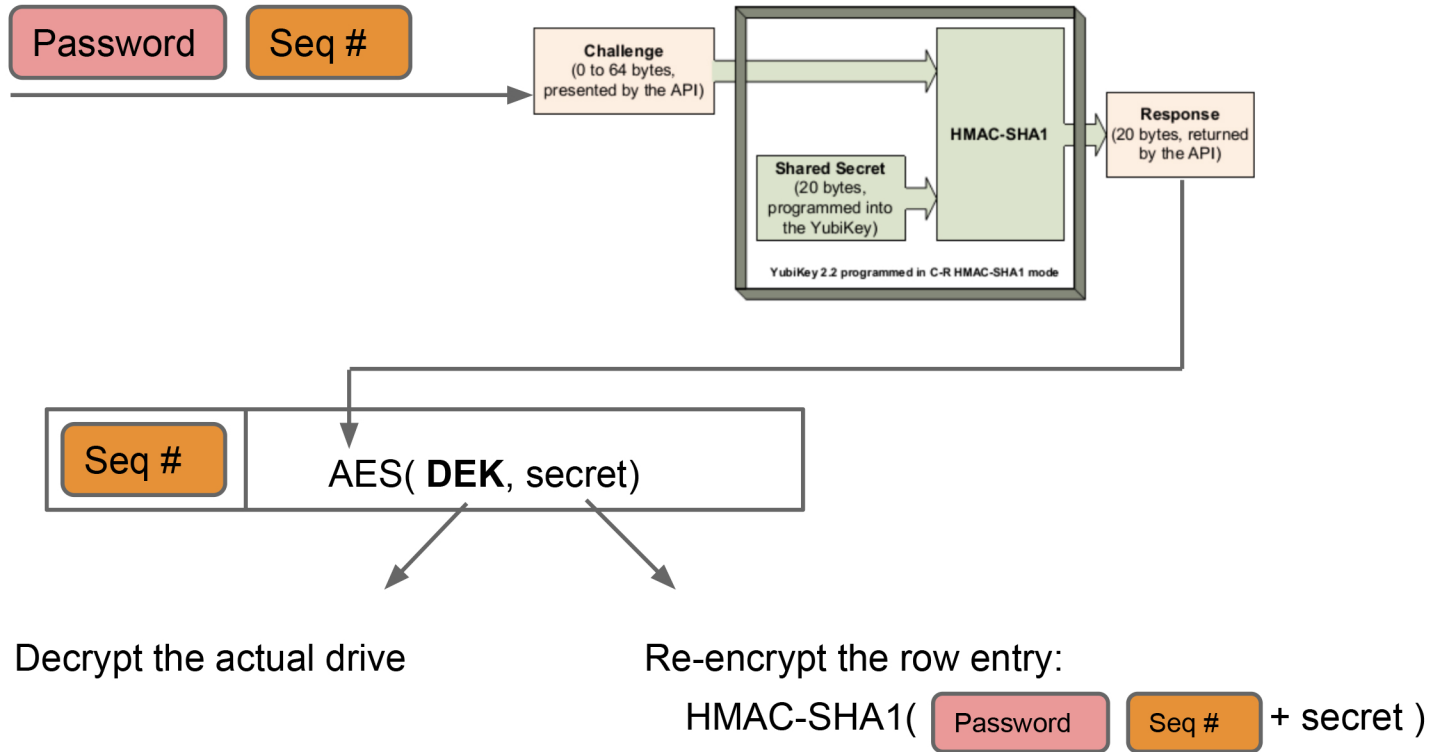 Password
Seq #
Challenge
(0 to 64 bytes,
presented by the API)
HMAC-SHA1
Shared Secret
(20 bytes,
programmed into
the YubiKey)
YubiKey 2.2 programmed in C-R HMAC-SHA1 mode
Response
(20 bytes, returned
by the API)
Seq #
AES( DEK, secret)
Decrypt the actual drive
Re-encrypt the row entry:
HMAC-SHA1( Password Seq # + secret )